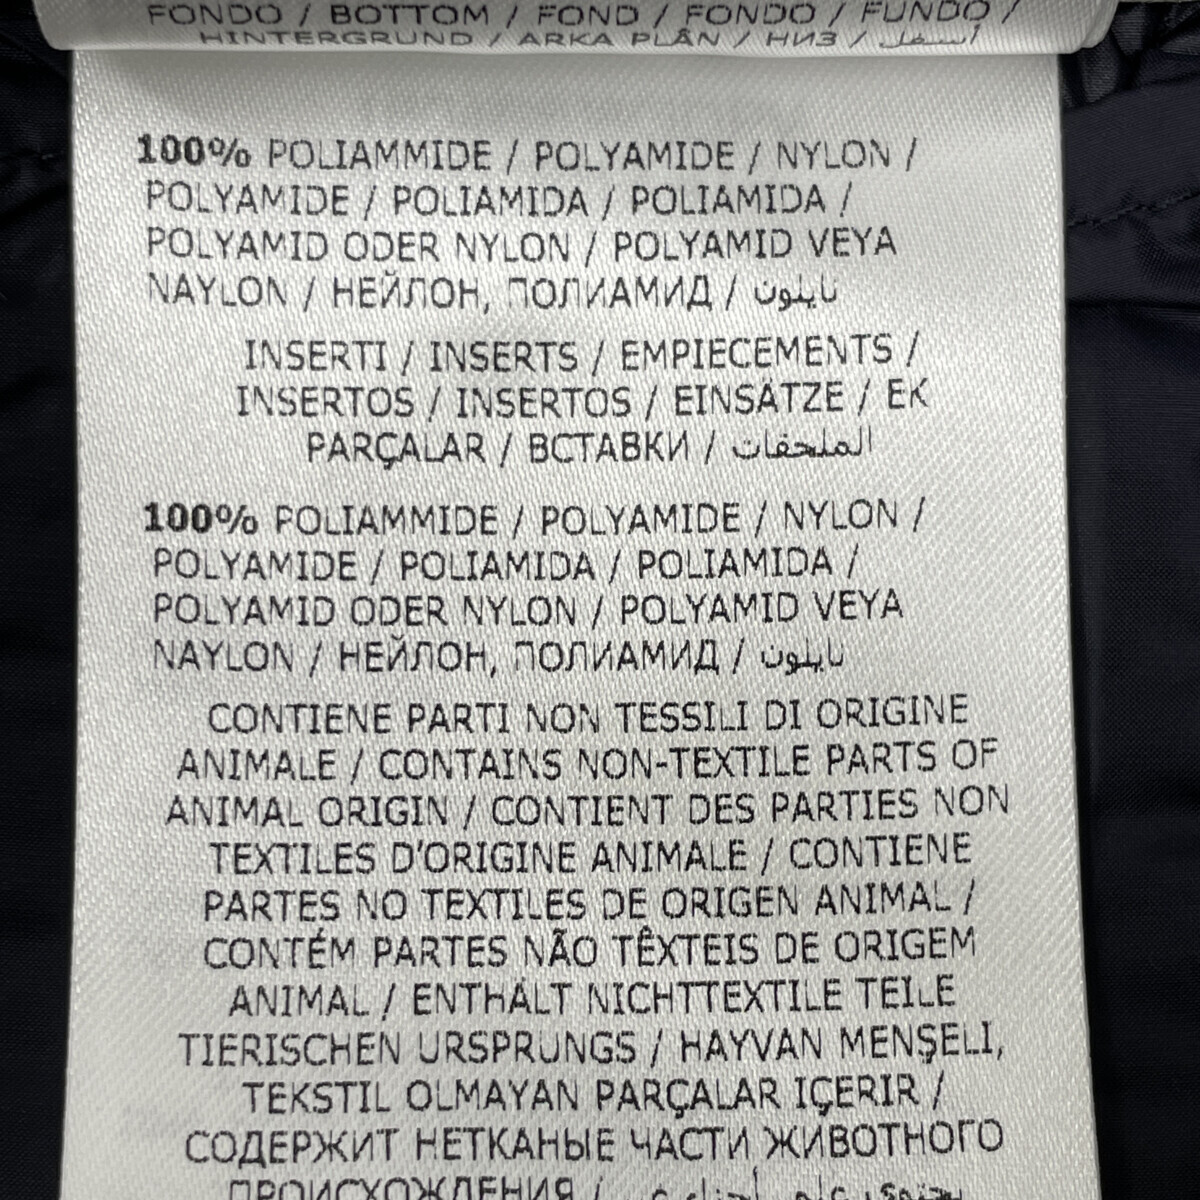 FONDO / BOTTOM / FOND / FONDO / FUNDO /
HINTERGRUND / ARKA PLÂN / НИЗ / أسفل
100% POLIAMMIDE / POLYAMIDE / NYLON /
POLYAMIDE / POLIAMIDA / POLIAMIDA /
POLYAMID ODER NYLON / POLYAMID VEYA
NAYLON / НЕЙЛОН, ПОЛИАМИД / نايلون
INSERTI / INSERTS / EMPIECEMENTS /
INSERTOS / INSERTOS / EINSÄTZE / EK
PARÇALAR / ВСТАВКИ / الملحقات
100% POLIAMMIDE / POLYAMIDE / NYLON /
POLYAMIDE / POLIAMIDA / POLIAMIDA /
POLYAMID ODER NYLON / POLYAMID VEYA
NAYLON / НЕЙЛОН, ПОЛИАМИД / نايلون
CONTIENE PARTI NON TESSILI DI ORIGINE
ANIMALE / CONTAINS NON-TEXTILE PARTS OF
ANIMAL ORIGIN / CONTIENT DES PARTIES NON
TEXTILES D'ORIGINE ANIMALE / CONTIENE
PARTES NO TEXTILES DE ORIGEN ANIMAL /
CONTÉM PARTES NÃO TÊXTEIS DE ORIGEM
ANIMAL / ENTHÄLT NICHTTEXTILE TEILE
TIERISCHEN URSPRUNGS / HAYVAN MENŞELI,
TEKSTIL OLMAYAN PARÇALAR IÇERIR /
СОДЕРЖИТ НЕТКАНЫЕ ЧАСТИ ЖИВОТНОГО
ПРОИСХОЖДЕНИЯ / يحتوي على أجزاء